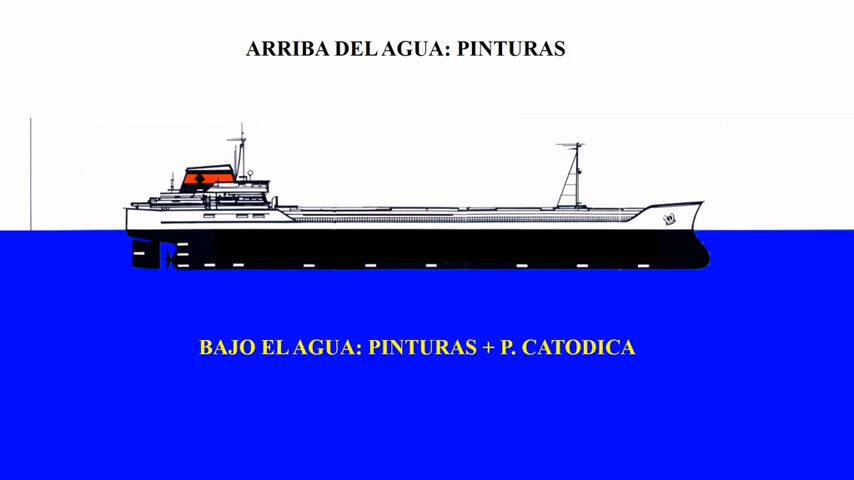 ARRIBA DEL AGUA: PINTURAS
BAJO EL AGUA: PINTURAS + P. CATODICA